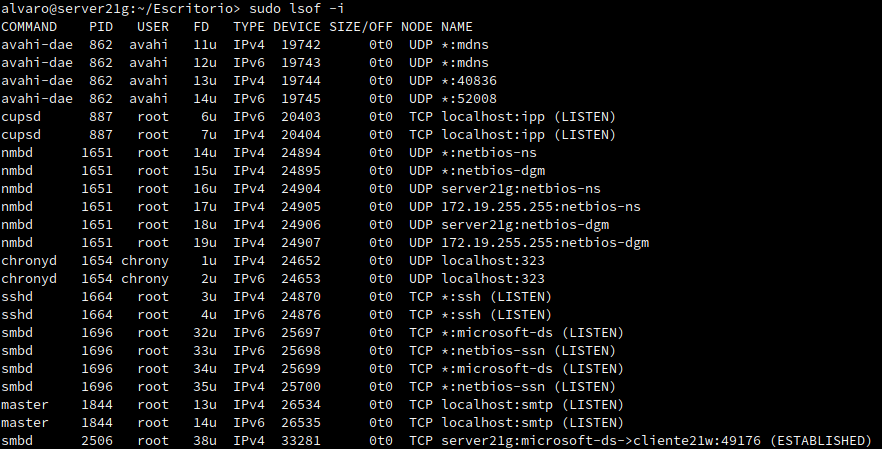 alvaro@server21g:~/Escritorio> sudo lsof -i
COMMAND    PID   USER   FD   TYPE DEVICE SIZE/OFF NODE NAME
avahi-dae  862  avahi   11u  IPv4  19742      0t0  UDP *:mdns
avahi-dae  862  avahi   12u  IPv6  19743      0t0  UDP *:mdns
avahi-dae  862  avahi   13u  IPv4  19744      0t0  UDP *:40836
avahi-dae  862  avahi   14u  IPv6  19745      0t0  UDP *:52008
cupsd      887   root    6u  IPv6  20403      0t0  TCP localhost:ipp (LISTEN)
cupsd      887   root    7u  IPv4  20404      0t0  TCP localhost:ipp (LISTEN)
nmbd      1651   root   14u  IPv4  24894      0t0  UDP *:netbios-ns
nmbd      1651   root   15u  IPv4  24895      0t0  UDP *:netbios-dgm
nmbd      1651   root   16u  IPv4  24904      0t0  UDP server21g:netbios-ns
nmbd      1651   root   17u  IPv4  24905      0t0  UDP 172.19.255.255:netbios-ns
nmbd      1651   root   18u  IPv4  24906      0t0  UDP server21g:netbios-dgm
nmbd      1651   root   19u  IPv4  24907      0t0  UDP 172.19.255.255:netbios-dgm
chronyd   1654 chrony    1u  IPv4  24652      0t0  UDP localhost:323
chronyd   1654 chrony    2u  IPv6  24653      0t0  UDP localhost:323
sshd      1664   root    3u  IPv4  24870      0t0  TCP *:ssh (LISTEN)
sshd      1664   root    4u  IPv6  24876      0t0  TCP *:ssh (LISTEN)
smbd      1696   root   32u  IPv6  25697      0t0  TCP *:microsoft-ds (LISTEN)
smbd      1696   root   33u  IPv6  25698      0t0  TCP *:netbios-ssn (LISTEN)
smbd      1696   root   34u  IPv4  25699      0t0  TCP *:microsoft-ds (LISTEN)
smbd      1696   root   35u  IPv4  25700      0t0  TCP *:netbios-ssn (LISTEN)
master    1844   root   13u  IPv4  26534      0t0  TCP localhost:smtp (LISTEN)
master    1844   root   14u  IPv6  26535      0t0  TCP localhost:smtp (LISTEN)
smbd      2506   root   38u  IPv4  33281      0t0  TCP server21g:microsoft-ds->cliente21w:49176 (ESTABLISHED)